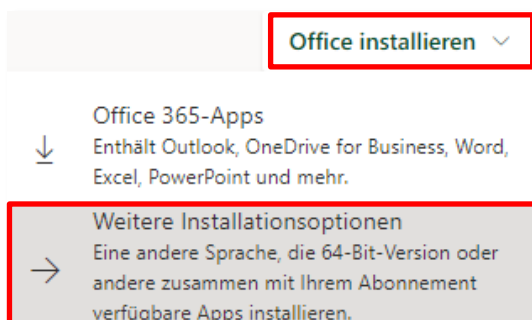 Office installieren
Office 365-Apps
Enthält Outlook, OneDrive for Business, Word,
Excel, PowerPoint und mehr.
Weitere Installationsoptionen
Eine andere Sprache, die 64-Bit-Version oder
andere zusammen mit Ihrem Abonnement
verfügbare Apps installieren.